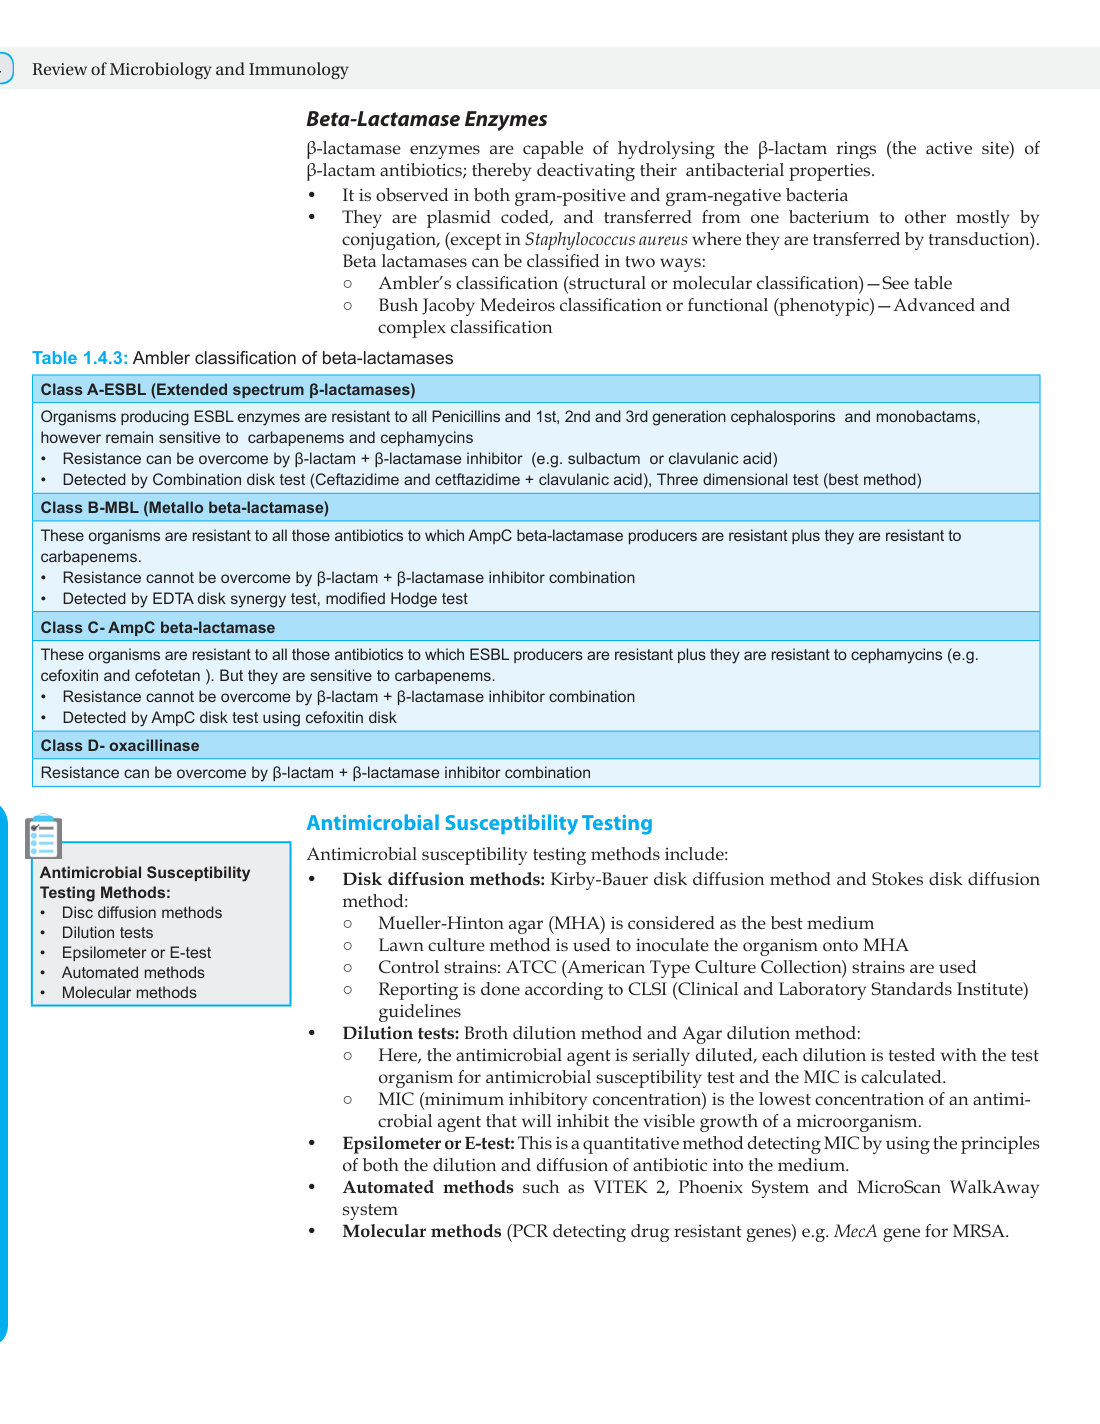 Review of Microbiology and Immunology
Beta-Lactamase Enzymes
β-lactamase enzymes are capable of hydrolysing the β-lactam rings (the active site) of
β-lactam antibiotics; thereby deactivating their antibacterial properties.
• It is observed in both gram-positive and gram-negative bacteria
• They are plasmid coded, and transferred from one bacterium to other mostly by
conjugation, (except in Staphylococcus aureus where they are transferred by transduction).
Beta lactamases can be classified in two ways:
○ Ambler's classification (structural or molecular classification)—See table
○ Bush Jacoby Medeiros classification or functional (phenotypic)—Advanced and
complex classification
Table 1.4.3: Ambler classification of beta-lactamases
Class A-ESBL (Extended spectrum β-lactamases)
Organisms producing ESBL enzymes are resistant to all Penicillins and 1st, 2nd and 3rd generation cephalosporins and monobactams,
however remain sensitive to carbapenems and cephamycins
• Resistance can be overcome by β-lactam + β-lactamase inhibitor (e.g. sulbactum or clavulanic acid)
• Detected by Combination disk test (Ceftazidime and cetftazidime + clavulanic acid), Three dimensional test (best method)
Class B-MBL (Metallo beta-lactamase)
These organisms are resistant to all those antibiotics to which AmpC beta-lactamase producers are resistant plus they are resistant to
carbapenems.
• Resistance cannot be overcome by β-lactam + β-lactamase inhibitor combination
• Detected by EDTA disk synergy test, modified Hodge test
Class C- AmpC beta-lactamase
These organisms are resistant to all those antibiotics to which ESBL producers are resistant plus they are resistant to cephamycins (e.g.
cefoxitin and cefotetan ). But they are sensitive to carbapenems.
• Resistance cannot be overcome by β-lactam + β-lactamase inhibitor combination
• Detected by AmpC disk test using cefoxitin disk
Class D- oxacillinase
Resistance can be overcome by β-lactam + β-lactamase inhibitor combination
Antimicrobial Susceptibility
Testing Methods:
• Disc diffusion methods
• Dilution tests
• Epsilometer or E-test
• Automated methods
• Molecular methods
Antimicrobial Susceptibility Testing
Antimicrobial susceptibility testing methods include:
• Disk diffusion methods: Kirby-Bauer disk diffusion method and Stokes disk diffusion
method:
○ Mueller-Hinton agar (MHA) is considered as the best medium
○ Lawn culture method is used to inoculate the organism onto MHA
○ Control strains: ATCC (American Type Culture Collection) strains are used
○ Reporting is done according to CLSI (Clinical and Laboratory Standards Institute)
guidelines
• Dilution tests: Broth dilution method and Agar dilution method:
○ Here, the antimicrobial agent is serially diluted, each dilution is tested with the test
organism for antimicrobial susceptibility test and the MIC is calculated.
○ MIC (minimum inhibitory concentration) is the lowest concentration of an antimi-
crobial agent that will inhibit the visible growth of a microorganism.
• Epsilometer or E-test: This is a quantitative method detecting MIC by using the principles
of both the dilution and diffusion of antibiotic into the medium.
• Automated methods such as VITEK 2, Phoenix System and MicroScan WalkAway
system
• Molecular methods (PCR detecting drug resistant genes) e.g. MecA gene for MRSA.